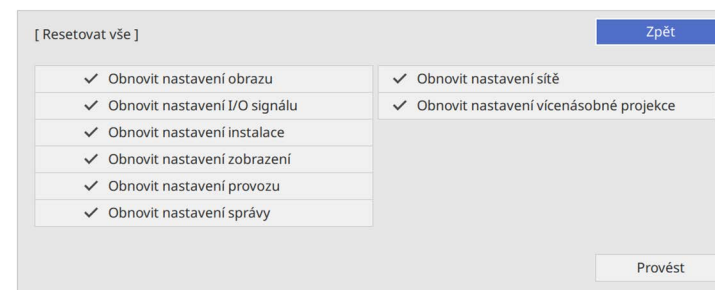 [ Resetovat vše ]
Zpět
Obnovit nastavení obrazu
Obnovit nastavení I/O signálu
Obnovit nastavení instalace
Obnovit nastavení zobrazení
Obnovit nastavení provozu
Obnovit nastavení správy
Obnovit nastavení sítě
Obnovit nastavení vícenásobné projekce
Provést